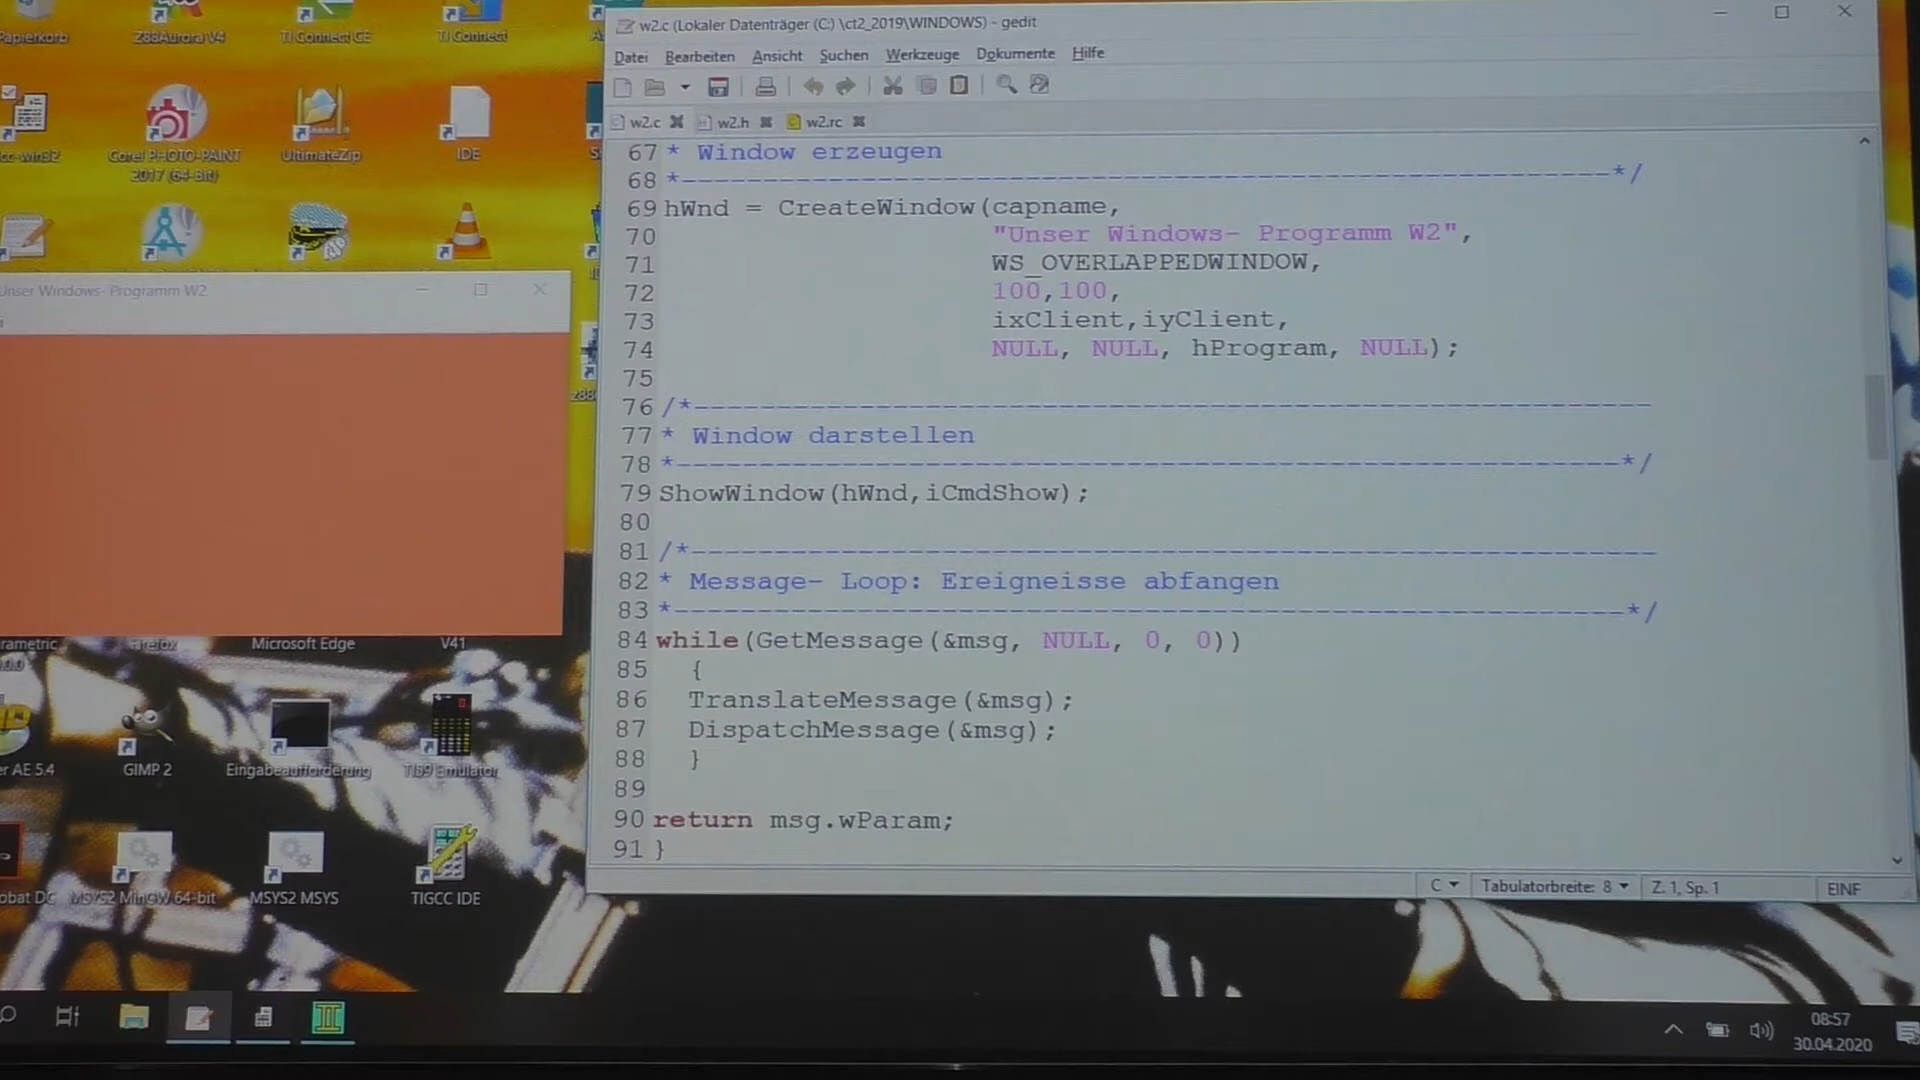 Papierkorb
Z88Aurora V4
TI Connect CE
TI Connect
lcc-win32
Corel PHOTO-PAINT
2017 (64-Bit)
UltimateZip
IDE
Unser Windows- Programm W2
Firefox
Microsoft Edge
V41
GIMP 2
Eingabeaufforderung
TI59 Emulator
MSYS2 MinGW 64-bit
MSYS2 MSYS
TIGCC IDE
w2.c (Lokaler Datenträger (C:) \ct2_2019\WINDOWS) - gedit
Datei Bearbeiten Ansicht Suchen Werkzeuge Dokumente Hilfe
w2.c w2.h w2.rc
67 * Window erzeugen
68 *--------------------------------------------------------*/
69 hWnd = CreateWindow(capname,
70 "Unser Windows- Programm W2",
71 WS_OVERLAPPEDWINDOW,
72 100,100,
73 ixClient,iyClient,
74 NULL, NULL, hProgram, NULL);
75
76 /*----------------------------------------------------------
77 * Window darstellen
78 *---------------------------------------------------------*/
79 ShowWindow(hWnd,iCmdShow);
80
81 /*----------------------------------------------------------
82 * Message- Loop: Ereigneisse abfangen
83 *---------------------------------------------------------*/
84 while(GetMessage(&msg, NULL, 0, 0))
85 {
86 TranslateMessage(&msg);
87 DispatchMessage(&msg);
88 }
89
90 return msg.wParam;
91 }
C Tabulatorbreite: 8 Z. 1, Sp. 1 EINF
08:57
30.04.2020